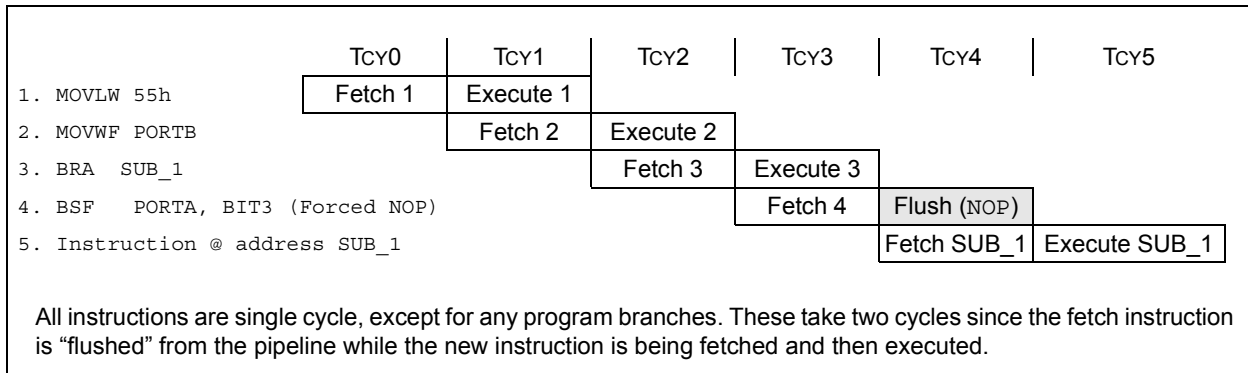 TCY0 TCY1 TCY2 TCY3 TCY4 TCY5
1. MOVLW 55h Fetch 1 Execute 1
2. MOVWF PORTB Fetch 2 Execute 2
3. BRA SUB_1 Fetch 3 Execute 3
4. BSF PORTA, BIT3 (Forced NOP) Fetch 4 Flush (NOP)
5. Instruction @ address SUB_1 Fetch SUB_1 Execute SUB_1
All instructions are single cycle, except for any program branches. These take two cycles since the fetch instruction
is “flushed” from the pipeline while the new instruction is being fetched and then executed.